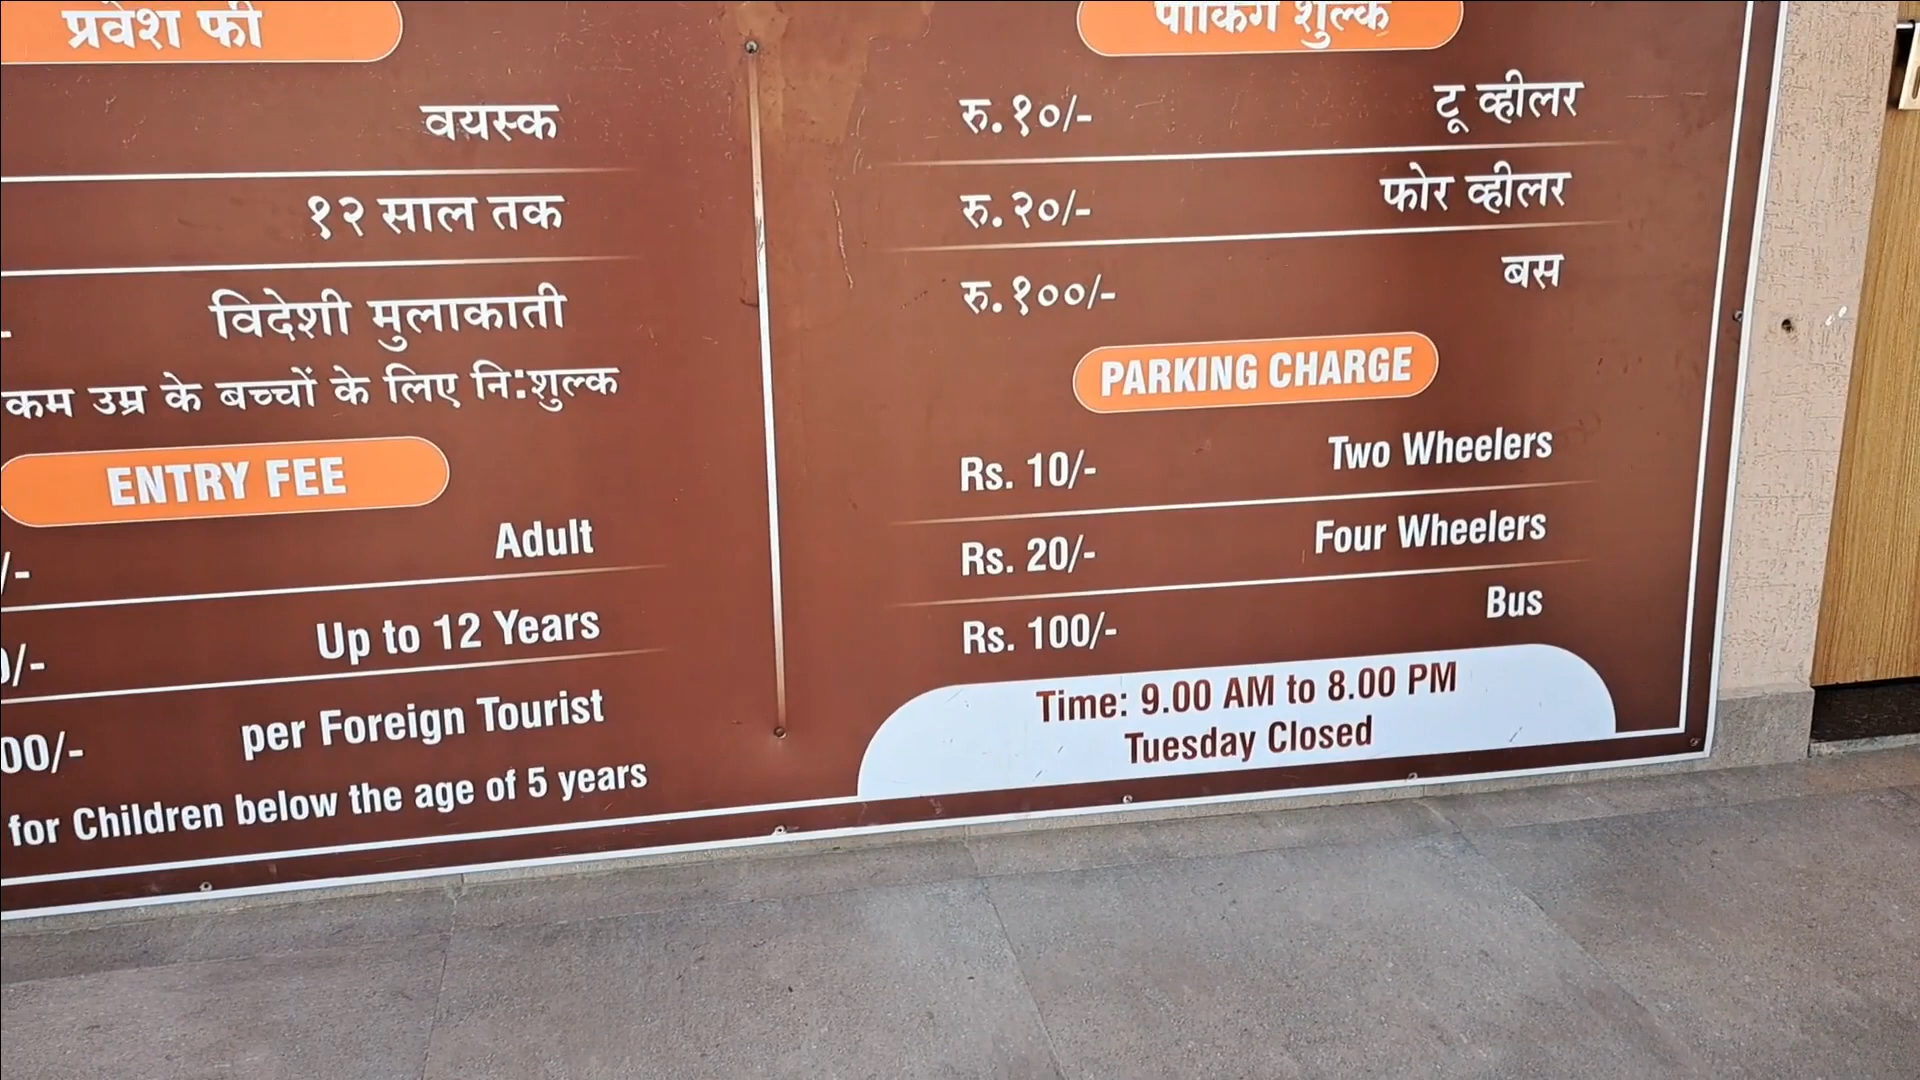 प्रवेश फी
वयस्क
१२ साल तक
विदेशी मुलाकाती
कम उम्र के बच्चों के लिए नि:शुल्क
ENTRY FEE
/- Adult
/- Up to 12 Years
00/- per Foreign Tourist
for Children below the age of 5 years
पार्किंग शुल्क
रु.१०/- टू व्हीलर
रु.२०/- फोर व्हीलर
रु.१००/- बस
PARKING CHARGE
Rs. 10/- Two Wheelers
Rs. 20/- Four Wheelers
Rs. 100/- Bus
Time: 9.00 AM to 8.00 PM
Tuesday Closed